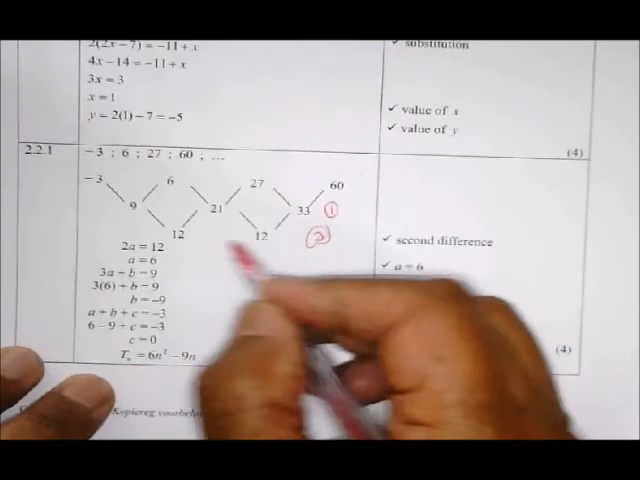 2(2x − 7) = −11 + x
4x − 14 = −11 + x
3x = 3
x = 1
y = 2(1) − 7 = −5
✓ substitution
✓ value of x
✓ value of y
(4)
2.2.1
−3 ; 6 ; 27 ; 60 ; ...
−3 6 27 60
9 21 33 ①
12 12 ②
2a = 12
a = 6
3a + b = 9
3(6) + b = 9
b = −9
a + b + c = −3
6 − 9 + c = −3
c = 0
Tₙ = 6n² − 9n
✓ second difference
✓ a = 6
(4)
Kopiereg